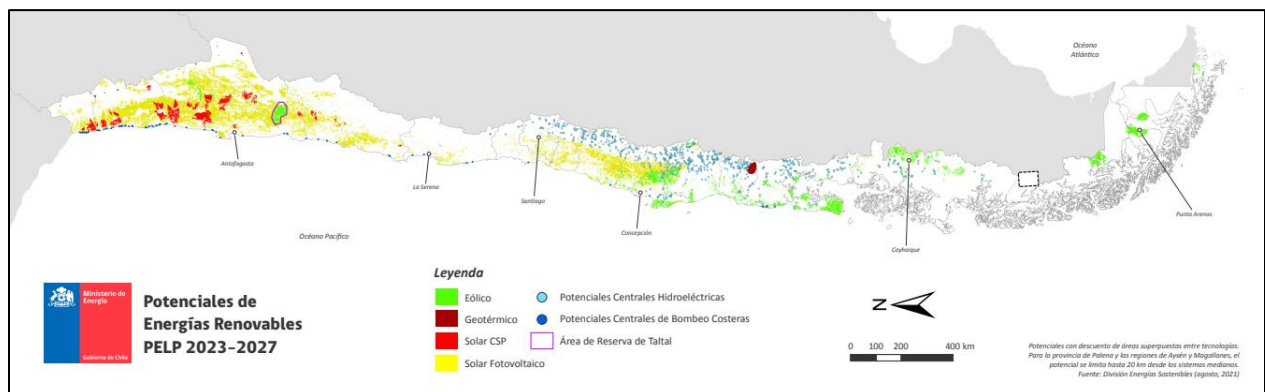 Océano
Atlántico
Antofagasta
La Serena
Santiago
Concepción
Coyhaique
Punta Arenas
Océano Pacífico
Ministerio de
Energía
Gobierno de Chile
Potenciales de
Energías Renovables
PELP 2023-2027
Leyenda
Eólico
Geotérmico
Solar CSP
Solar Fotovoltaico
Potenciales Centrales Hidroeléctricas
Potenciales Centrales de Bombeo Costeras
Área de Reserva de Taltal
N
0 100 200 400 km
Potenciales con descuento de áreas superpuestas entre tecnologías.
Para la provincia de Palena y las regiones de Aysén y Magallanes, el
potencial se limita hasta 20 km desde los sistemas medianos.
Fuente: División Energías Sostenibles (agosto, 2021)